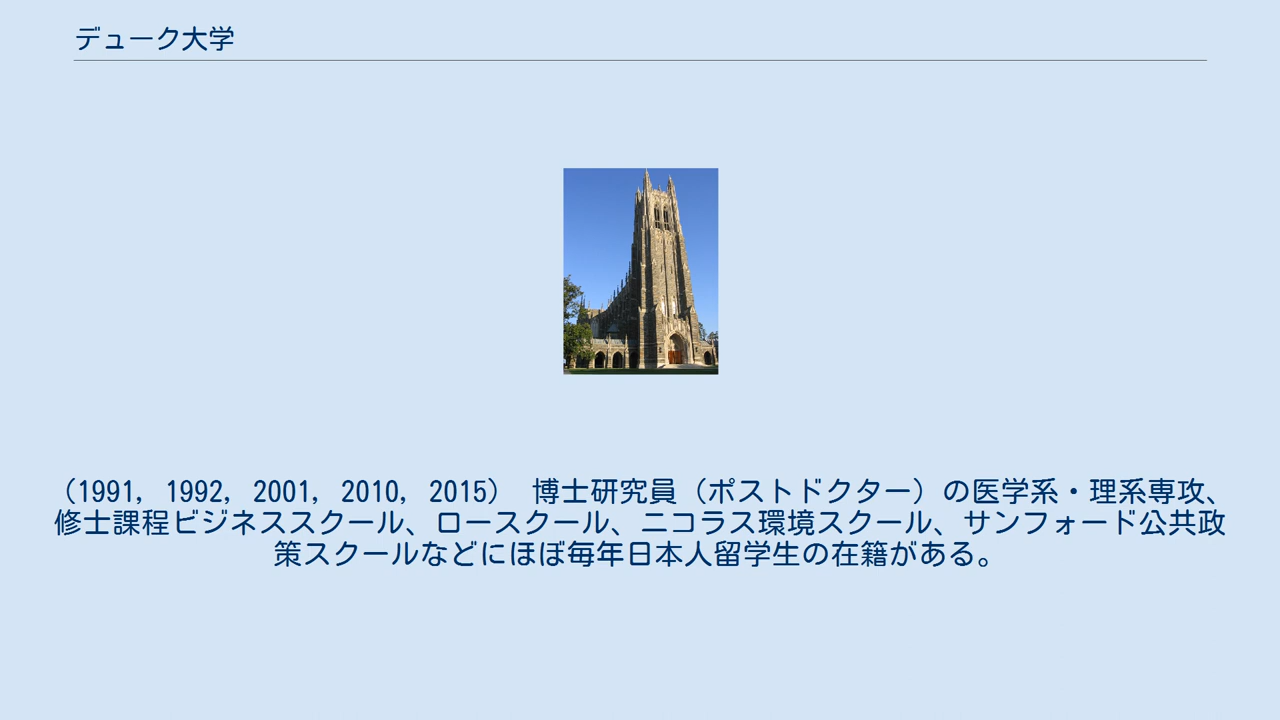 デューク大学
（1991, 1992, 2001, 2010, 2015） 博士研究員（ポストドクター）の医学系・理系専攻、
修士課程ビジネススクール、ロースクール、ニコラス環境スクール、サンフォード公共政
策スクールなどにほぼ毎年日本人留学生の在籍がある。